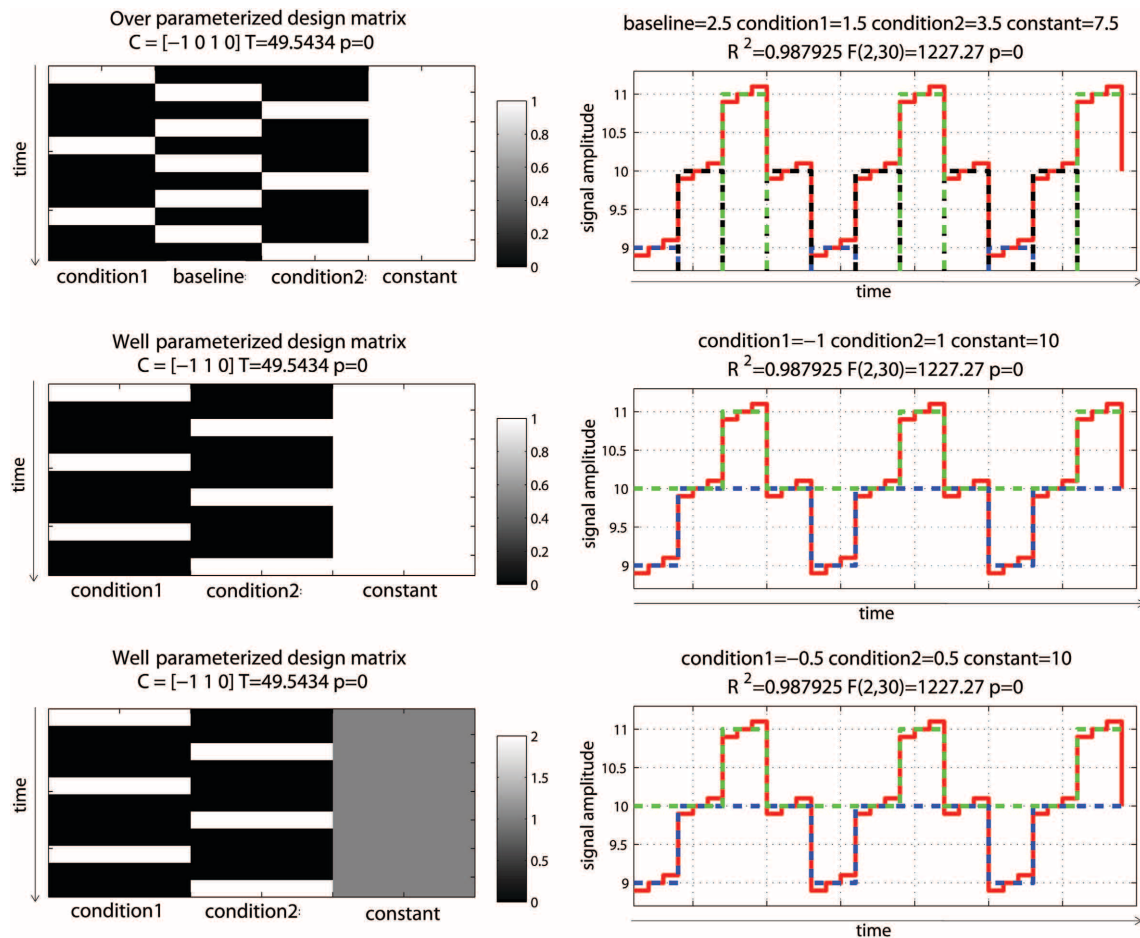 Over parameterized design matrix
C = [−1 0 1 0] T=49.5434 p=0
time
condition1 baseline: condition2: constant
1
0.8
0.6
0.4
0.2
0
baseline=2.5 condition1=1.5 condition2=3.5 constant=7.5
R ²=0.987925 F(2,30)=1227.27 p=0
signal amplitude
11
10.5
10
9.5
9
time
Well parameterized design matrix
C = [−1 1 0] T=49.5434 p=0
time
condition1 condition2: constant
1
0.8
0.6
0.4
0.2
0
condition1=−1 condition2=1 constant=10
R ²=0.987925 F(2,30)=1227.27 p=0
signal amplitude
11
10.5
10
9.5
9
time
Well parameterized design matrix
C = [−1 1 0] T=49.5434 p=0
time
condition1 condition2: constant
2
1.5
1
0.5
0
condition1=−0.5 condition2=0.5 constant=10
R ²=0.987925 F(2,30)=1227.27 p=0
signal amplitude
11
10.5
10
9.5
9
time